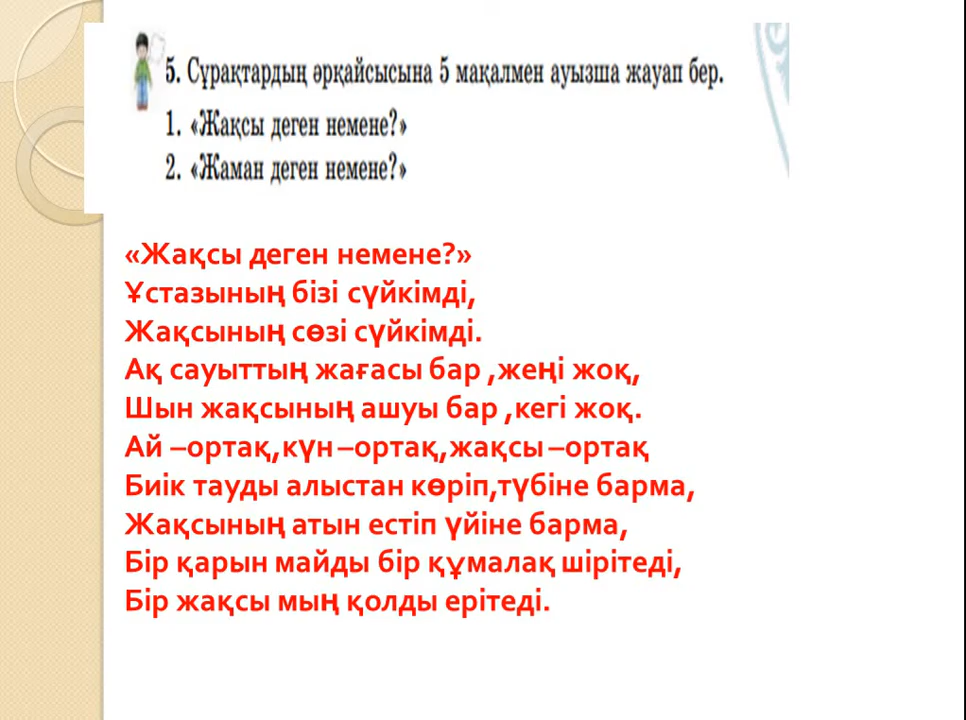 5. Сұрақтардың әрқайсысына 5 мақалмен ауызша жауап бер.
1. «Жақсы деген немене?»
2. «Жаман деген немене?»
«Жақсы деген немене?»
Ұстазының бізі сүйкімді,
Жақсының сөзі сүйкімді.
Ақ сауыттың жағасы бар ,жеңі жоқ,
Шын жақсының ашуы бар ,кегі жоқ.
Ай –ортақ,күн –ортақ,жақсы –ортақ
Биік тауды алыстан көріп,түбіне барма,
Жақсының атын естіп үйіне барма,
Бір қарын майды бір құмалақ шірітеді,
Бір жақсы мың қолды ерітеді.